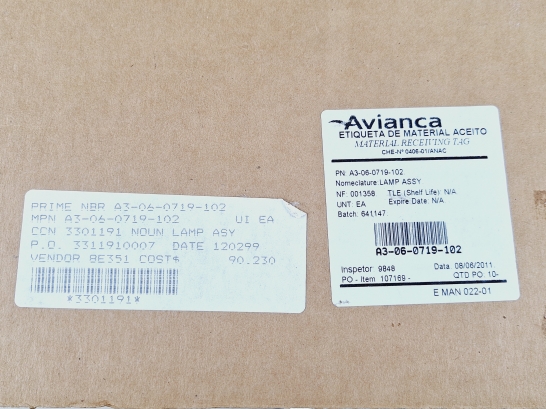 PRIME NBR A3-06-0719-102
MPN A3-06-0719-102 UI EA
CCN 3301191 NOUN LAMP ASY
P.O. 3311910007 DATE 120299
VENDOR 8E351 COST$ 90.230
*3301191*
Avianca
ETIQUETA DE MATERIAL ACEITO
MATERIAL RECEIVING TAG
CHE-Nº 0406-01/ANAC
PN: A3-06-0719-102
Nomeclature: LAMP ASSY
NF: 001358 TLE (Shelf Life) N/A
UNT: EA Expire Date: N/A
Batch: 641147
A3-06-0719-102
Inspetor: 9848 Data: 08/06/2011
PO - Item: 107169 - QTD PO: 10-
E MAN 022-01